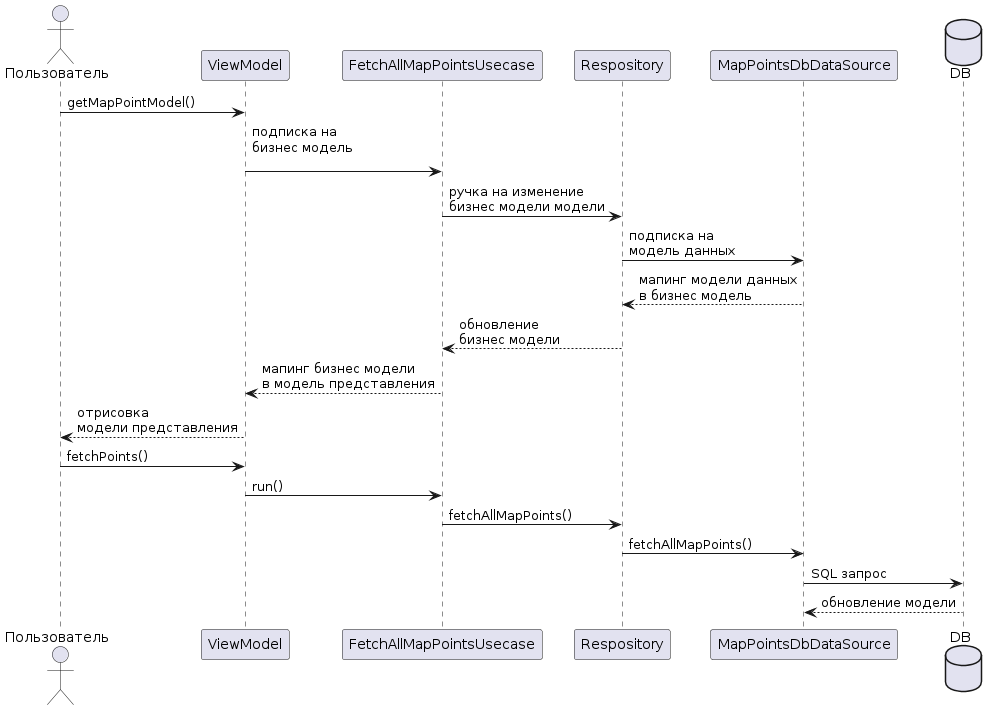 Пользователь
ViewModel
FetchAllMapPointsUsecase
Respository
MapPointsDbDataSource
DB
getMapPointModel()
подписка на
бизнес модель
ручка на изменение
бизнес модели модели
подписка на
модель данных
мапинг модели данных
в бизнес модель
обновление
бизнес модели
мапинг бизнес модели
в модель представления
отрисовка
модели представления
fetchPoints()
run()
fetchAllMapPoints()
fetchAllMapPoints()
SQL запрос
обновление модели
Пользователь
ViewModel
FetchAllMapPointsUsecase
Respository
MapPointsDbDataSource
DB